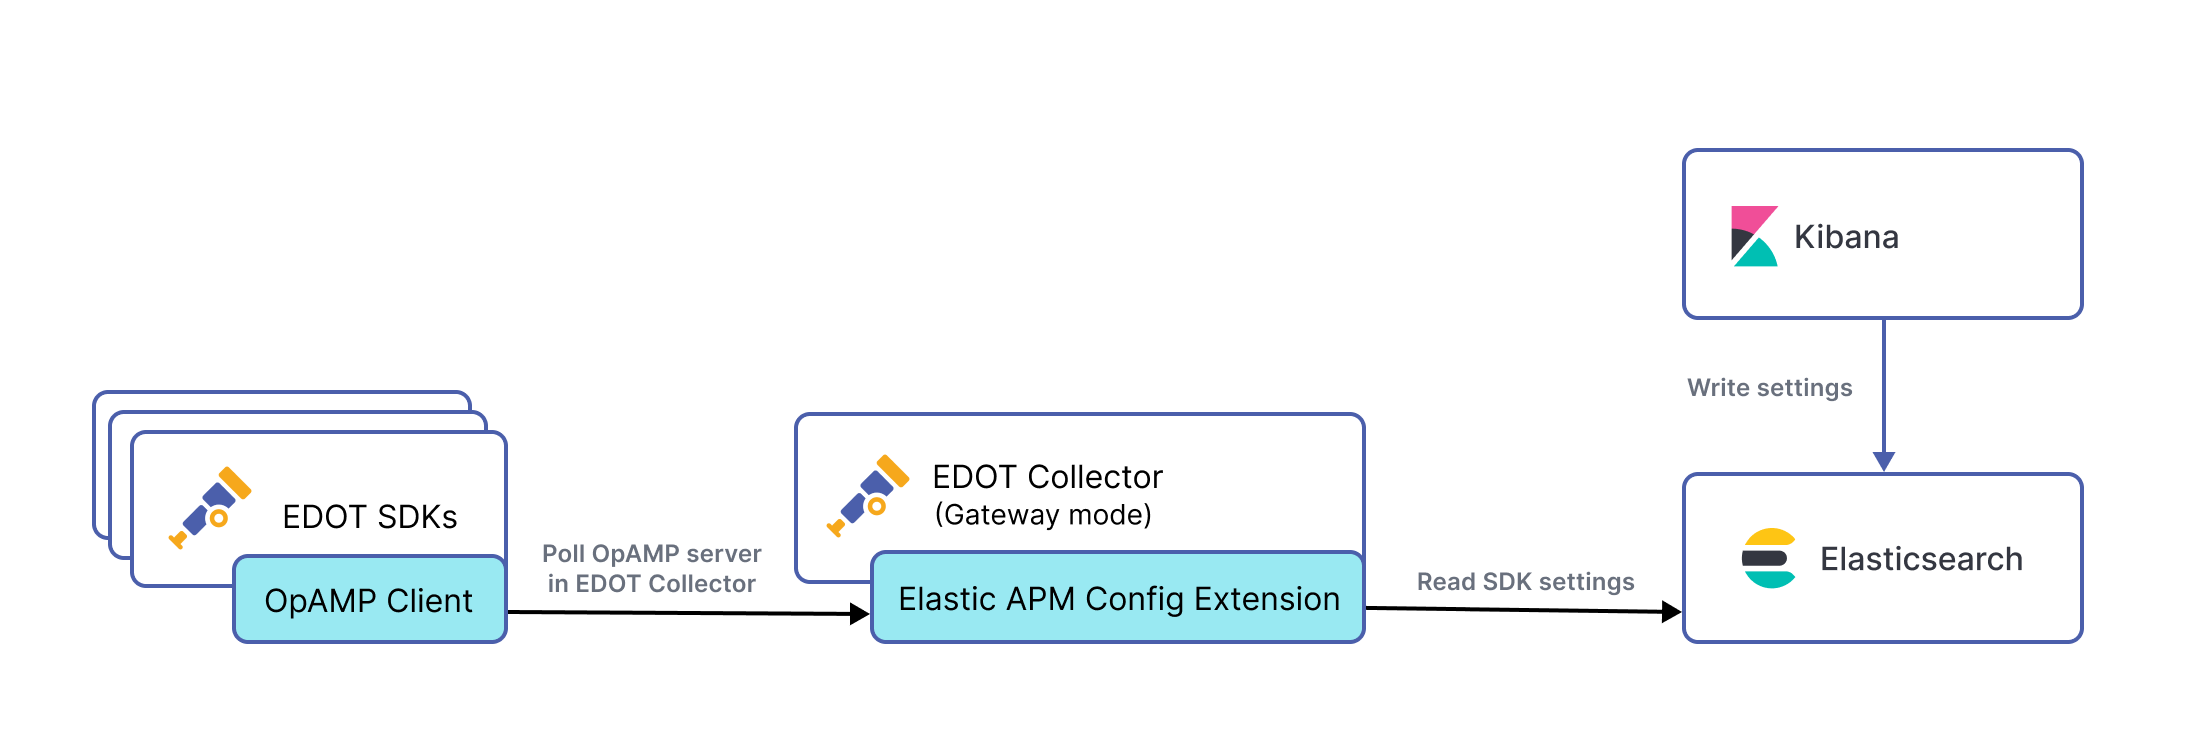 Kibana
Write settings
EDOT SDKs
OpAMP Client
Poll OpAMP server
in EDOT Collector
EDOT Collector
(Gateway mode)
Elastic APM Config Extension
Read SDK settings
Elasticsearch